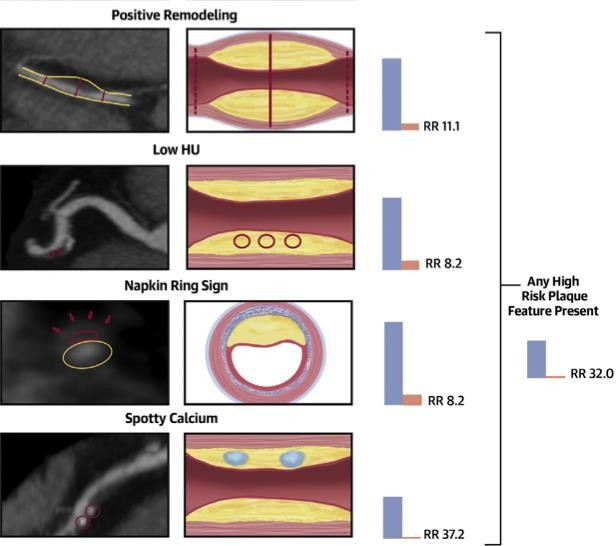 Positive Remodeling
RR 11.1
Low HU
RR 8.2
Napkin Ring Sign
RR 8.2
Spotty Calcium
RR 37.2
Any High
Risk Plaque
Feature Present
RR 32.0